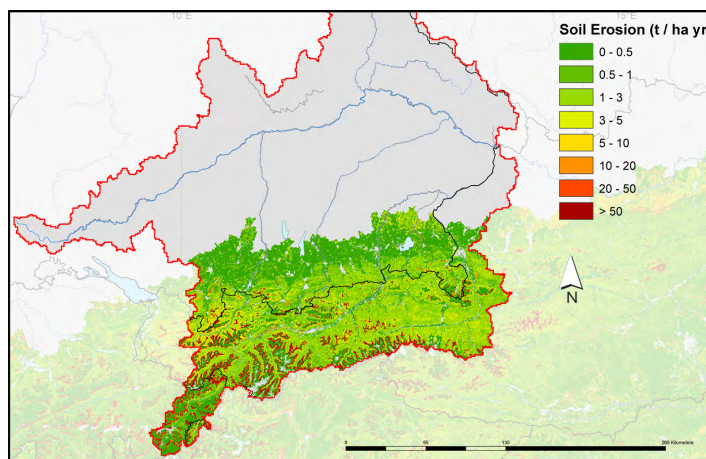 10°E
15°E
Soil Erosion (t / ha yr
0 - 0.5
0.5 - 1
1 - 3
3 - 5
5 - 10
10 - 20
20 - 50
> 50
N
0 65 130 260 Kilometers